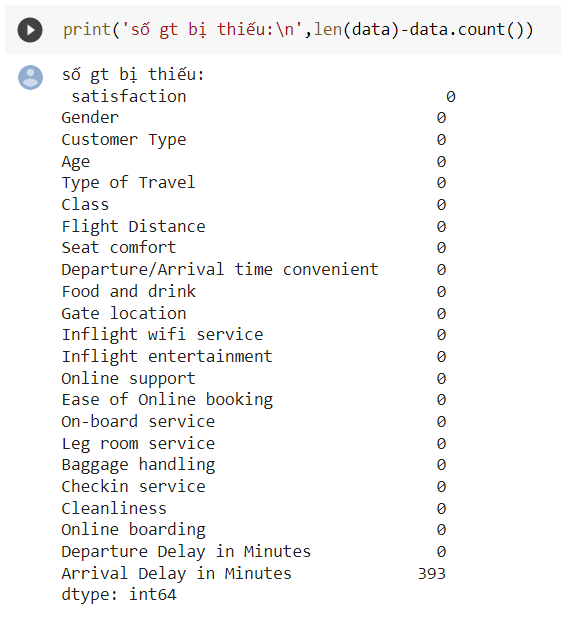 print('số gt bị thiếu:\n',len(data)-data.count())
số gt bị thiếu:
satisfaction 0
Gender 0
Customer Type 0
Age 0
Type of Travel 0
Class 0
Flight Distance 0
Seat comfort 0
Departure/Arrival time convenient 0
Food and drink 0
Gate location 0
Inflight wifi service 0
Inflight entertainment 0
Online support 0
Ease of Online booking 0
On-board service 0
Leg room service 0
Baggage handling 0
Checkin service 0
Cleanliness 0
Online boarding 0
Departure Delay in Minutes 0
Arrival Delay in Minutes 393
dtype: int64